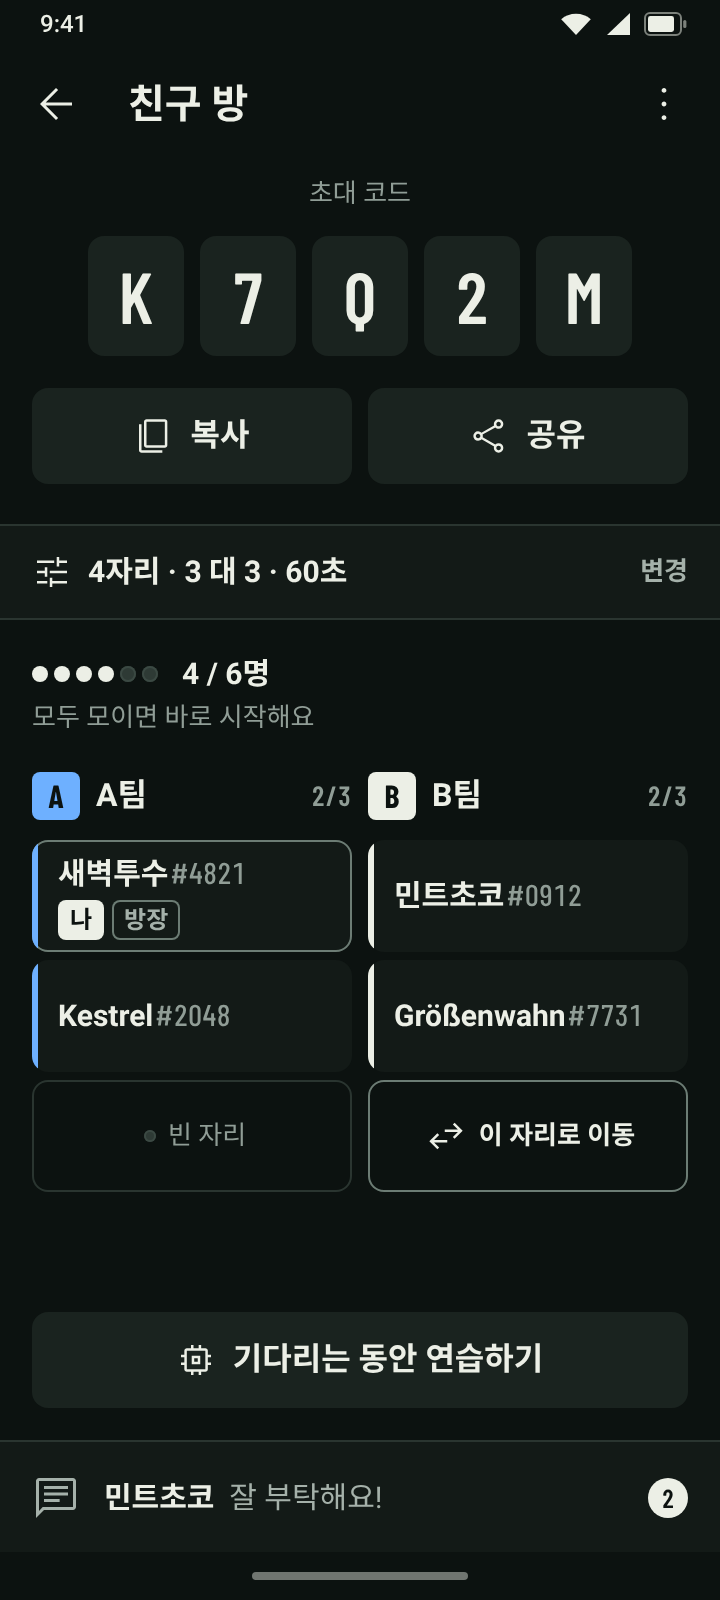 9:41
친구 방
초대 코드
K 7 Q 2 M
복사
공유
4자리 · 3 대 3 · 60초
변경
4 / 6명
모두 모이면 바로 시작해요
A A팀 2/3
B B팀 2/3
새벽투수#4821
나 방장
민트초코#0912
Kestrel#2048
Größenwahn#7731
빈 자리
이 자리로 이동
기다리는 동안 연습하기
민트초코 잘 부탁해요!
2